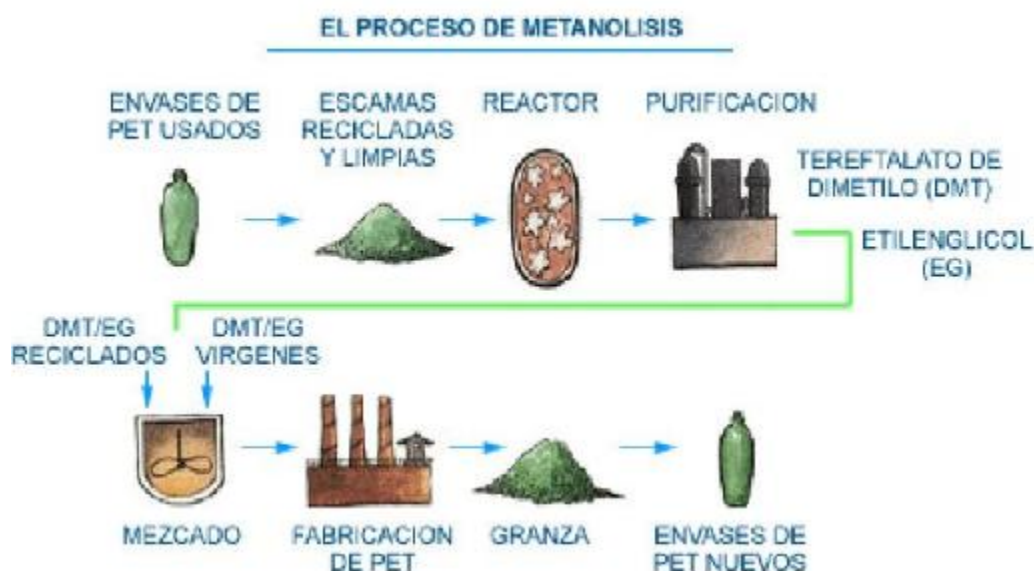 EL PROCESO DE METANOLISIS
ENVASES DE
PET USADOS
ESCAMAS
RECICLADAS
Y LIMPIAS
REACTOR
PURIFICACION
TEREFTALATO DE
DIMETILO (DMT)
ETILENGLICOL
(EG)
DMT/EG
RECICLADOS
DMT/EG
VIRGENES
MEZCADO
FABRICACION
DE PET
GRANZA
ENVASES DE
PET NUEVOS